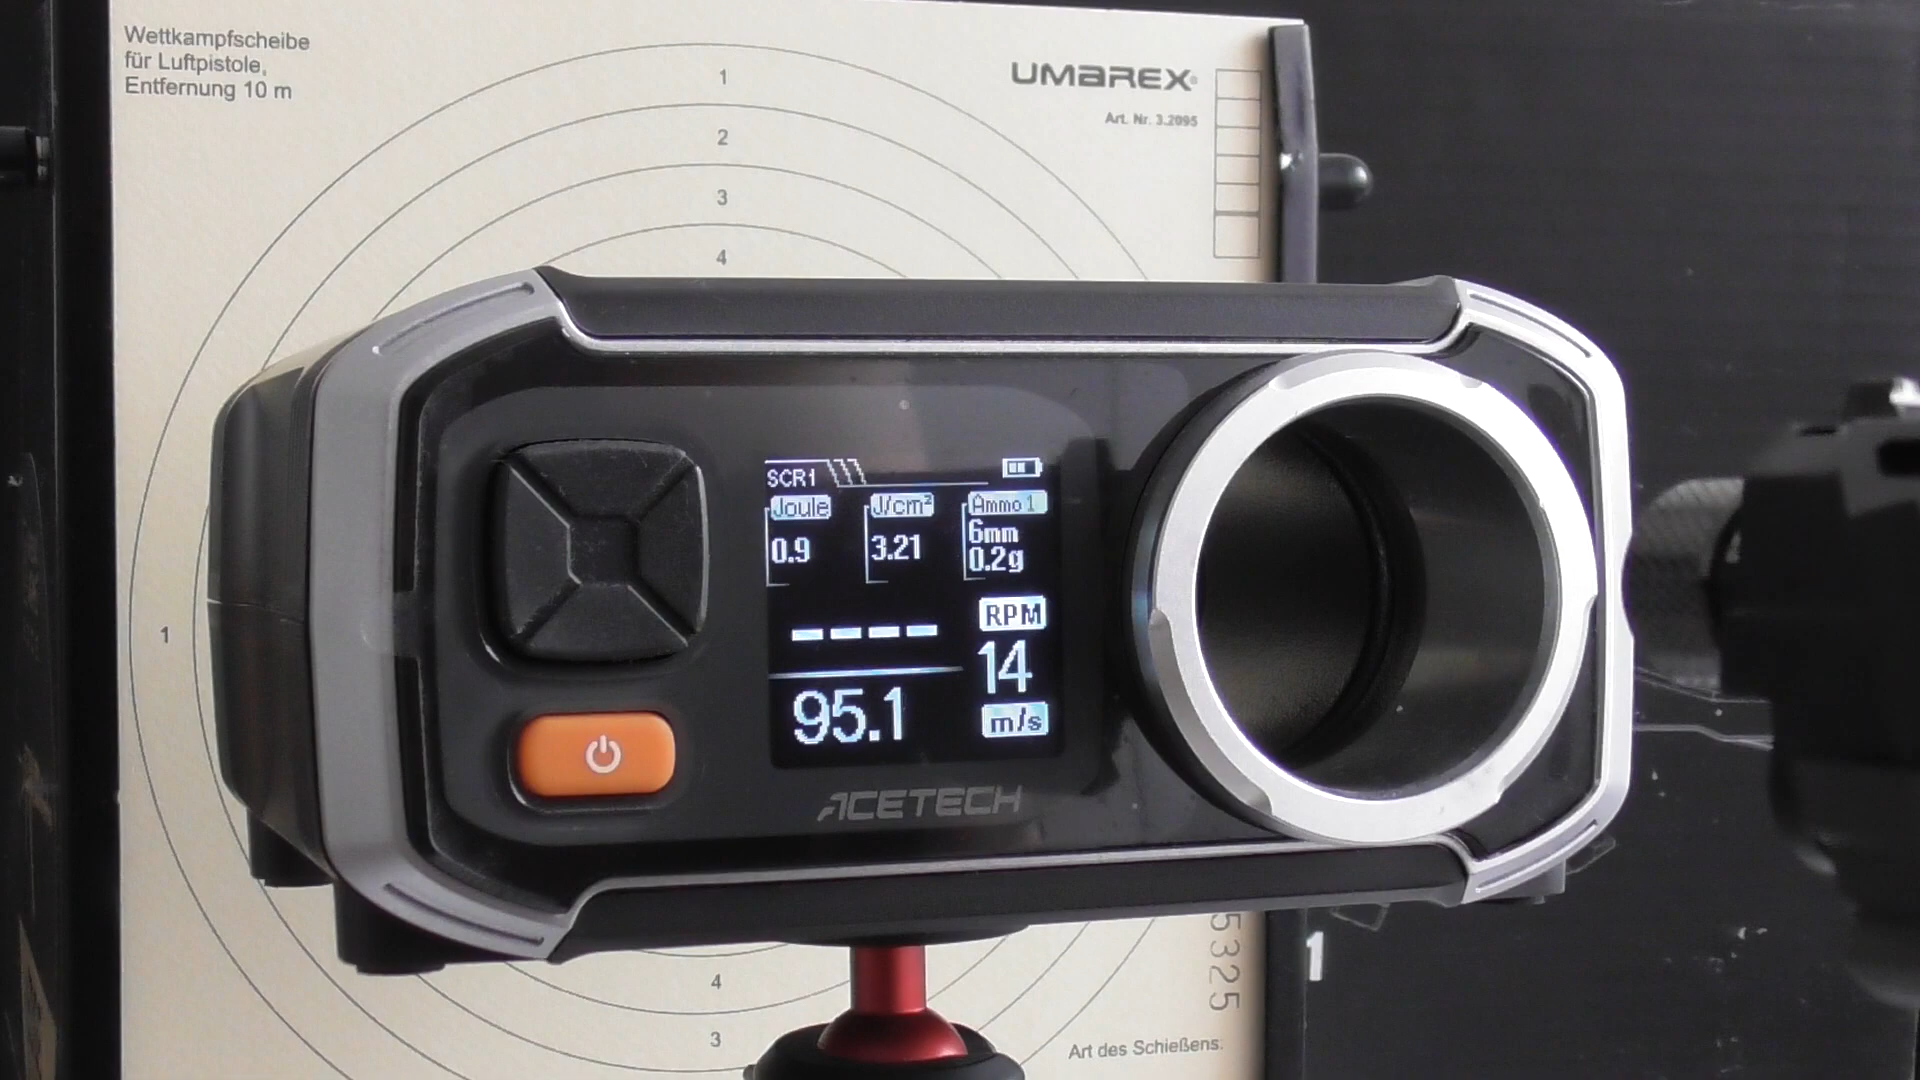 Wettkampfscheibe
für Luftpistole,
Entfernung 10 m
UMAREX®
Art. Nr. 3.2095
1
2
3
4
1
SCR1
Joule
J/cm²
Ammo 1
0.9
3.21
6mm
0.2g
----
RPM
14
95.1
m/s
ACETECH
4
3
5325
1
Art des Schießens: